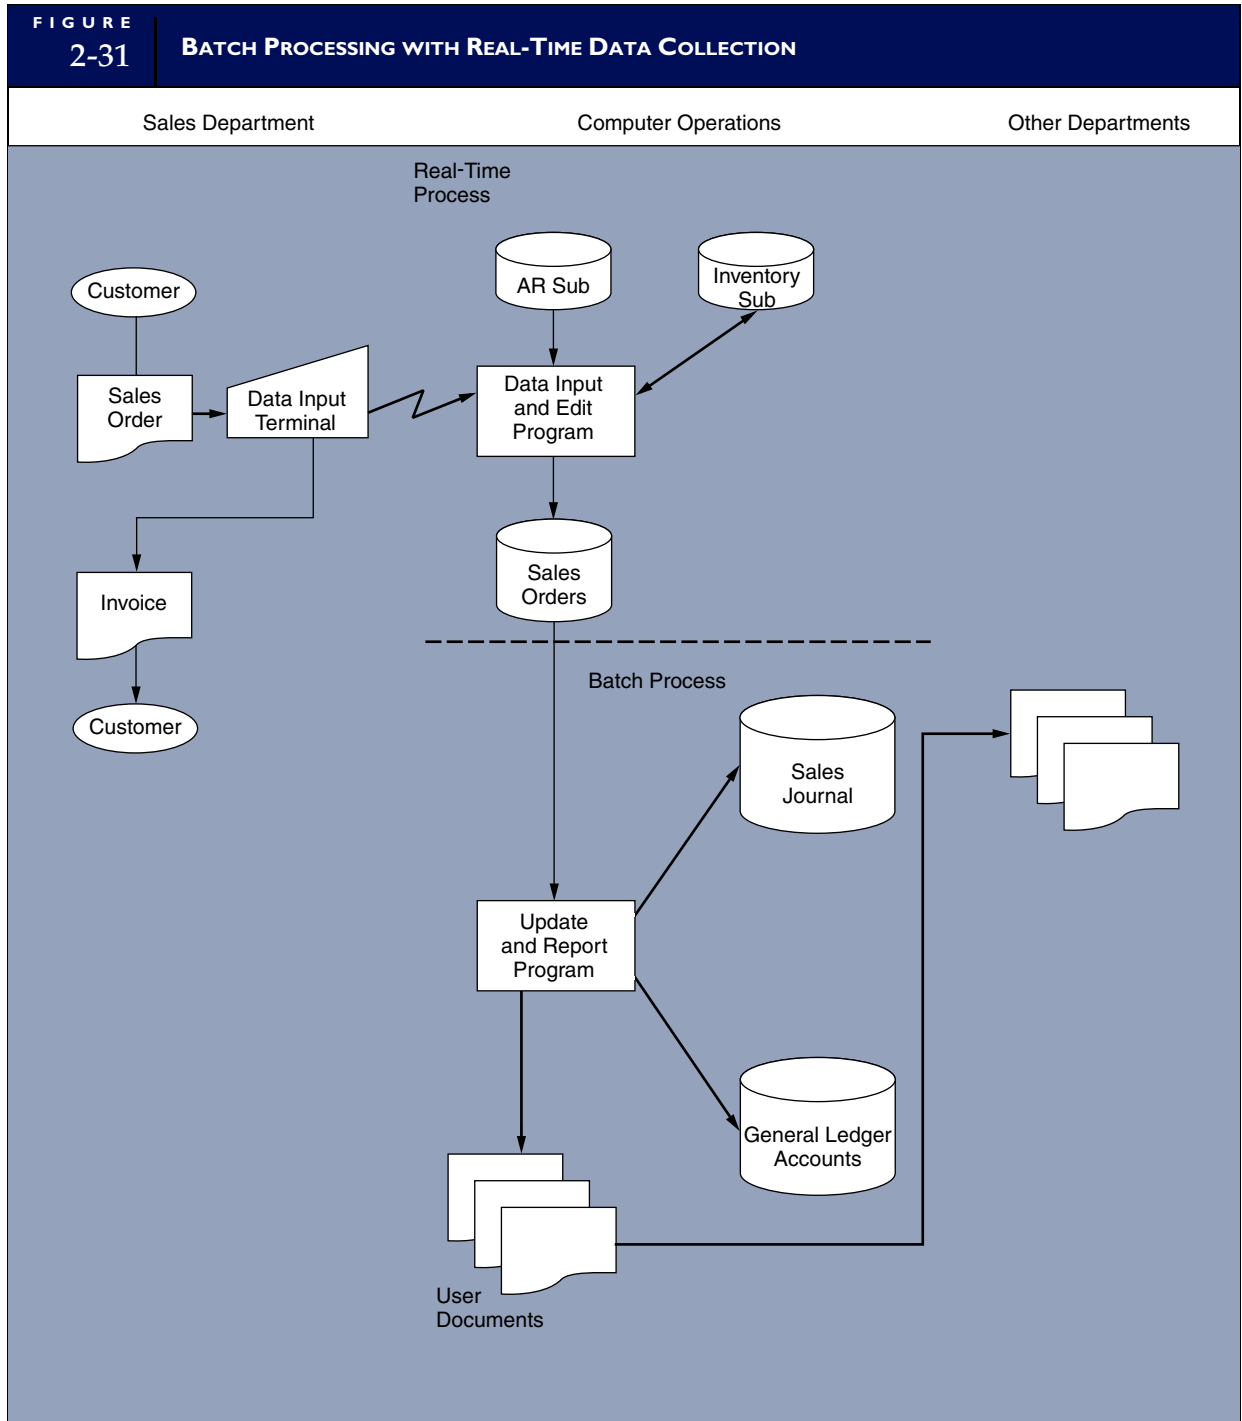 FIGURE
2-31
BATCH PROCESSING WITH REAL-TIME DATA COLLECTION
Sales Department
Computer Operations
Other Departments
Real-Time
Process
AR Sub
Inventory
Sub
Customer
Sales
Order
Data Input
Terminal
Data Input
and Edit
Program
Sales
Orders
Invoice
Customer
Batch Process
Sales
Journal
Update
and Report
Program
General Ledger
Accounts
User
Documents